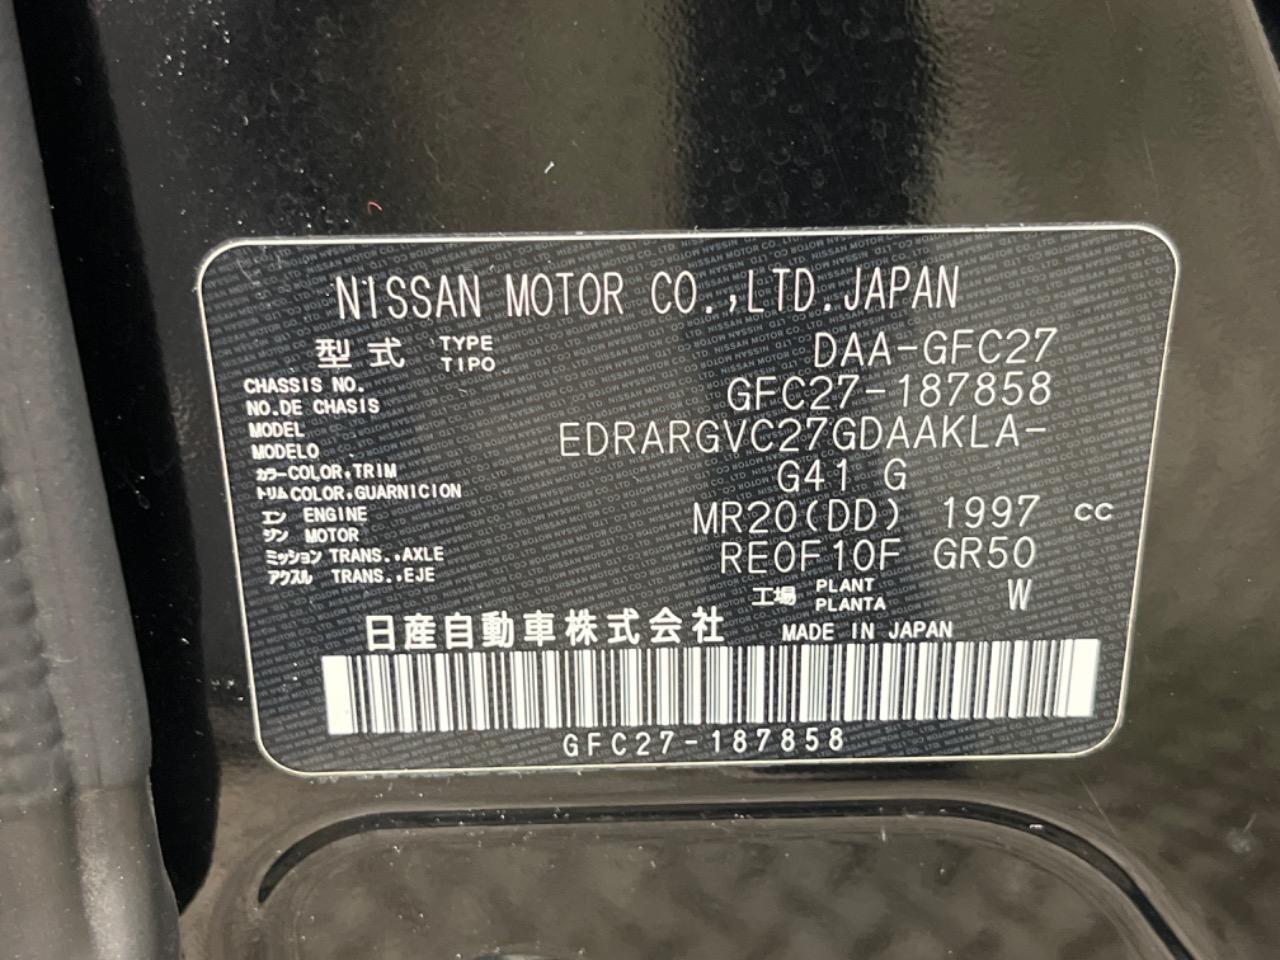 NISSAN MOTOR CO.,LTD.JAPAN
型式 TYPE TIPO DAA-GFC27
CHASSIS NO.
NO.DE CHASIS GFC27-187858
MODEL
MODELO EDRARGVC27GDAAKLA-
カラー COLOR,TRIM
トリム COLOR,GUARNICION G41 G
エン ENGINE
ジン MOTOR MR20(DD) 1997 cc
ミッション TRANS.,AXLE
アクスル TRANS.,EJE RE0F10F GR50
工場 PLANT PLANTA W
日産自動車株式会社 MADE IN JAPAN
GFC27-187858